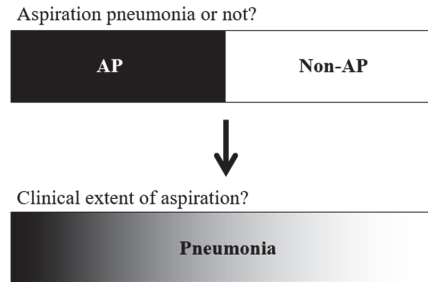 Aspiration pneumonia or not?
AP Non-AP
Clinical extent of aspiration?
Pneumonia